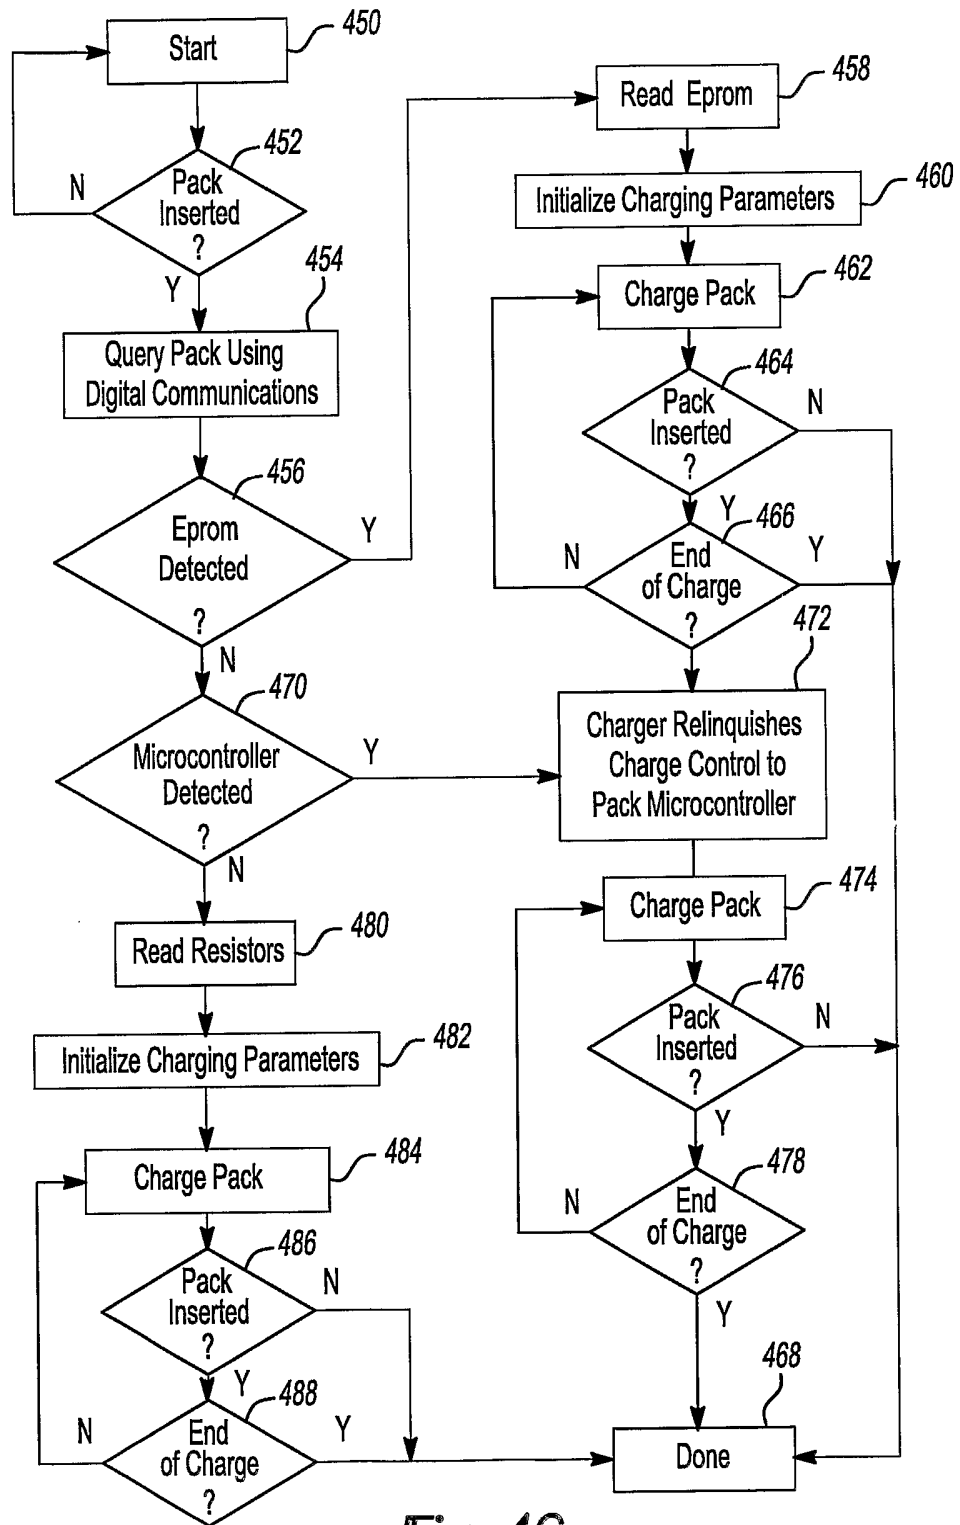 450
Start
452
Pack
Inserted
?
N
Y
454
Query Pack Using
Digital Communications
456
Eprom
Detected
?
Y
N
470
Microcontroller
Detected
?
Y
N
480
Read Resistors
482
Initialize Charging Parameters
484
Charge Pack
486
Pack
Inserted
?
N
Y
488
End
of Charge
?
N
Y
458
Read Eprom
460
Initialize Charging Parameters
462
Charge Pack
464
Pack
Inserted
?
N
Y
466
End
of Charge
?
N
Y
472
Charger Relinquishes
Charge Control to
Pack Microcontroller
474
Charge Pack
476
Pack
Inserted
?
N
Y
478
End
of Charge
?
N
Y
468
Done